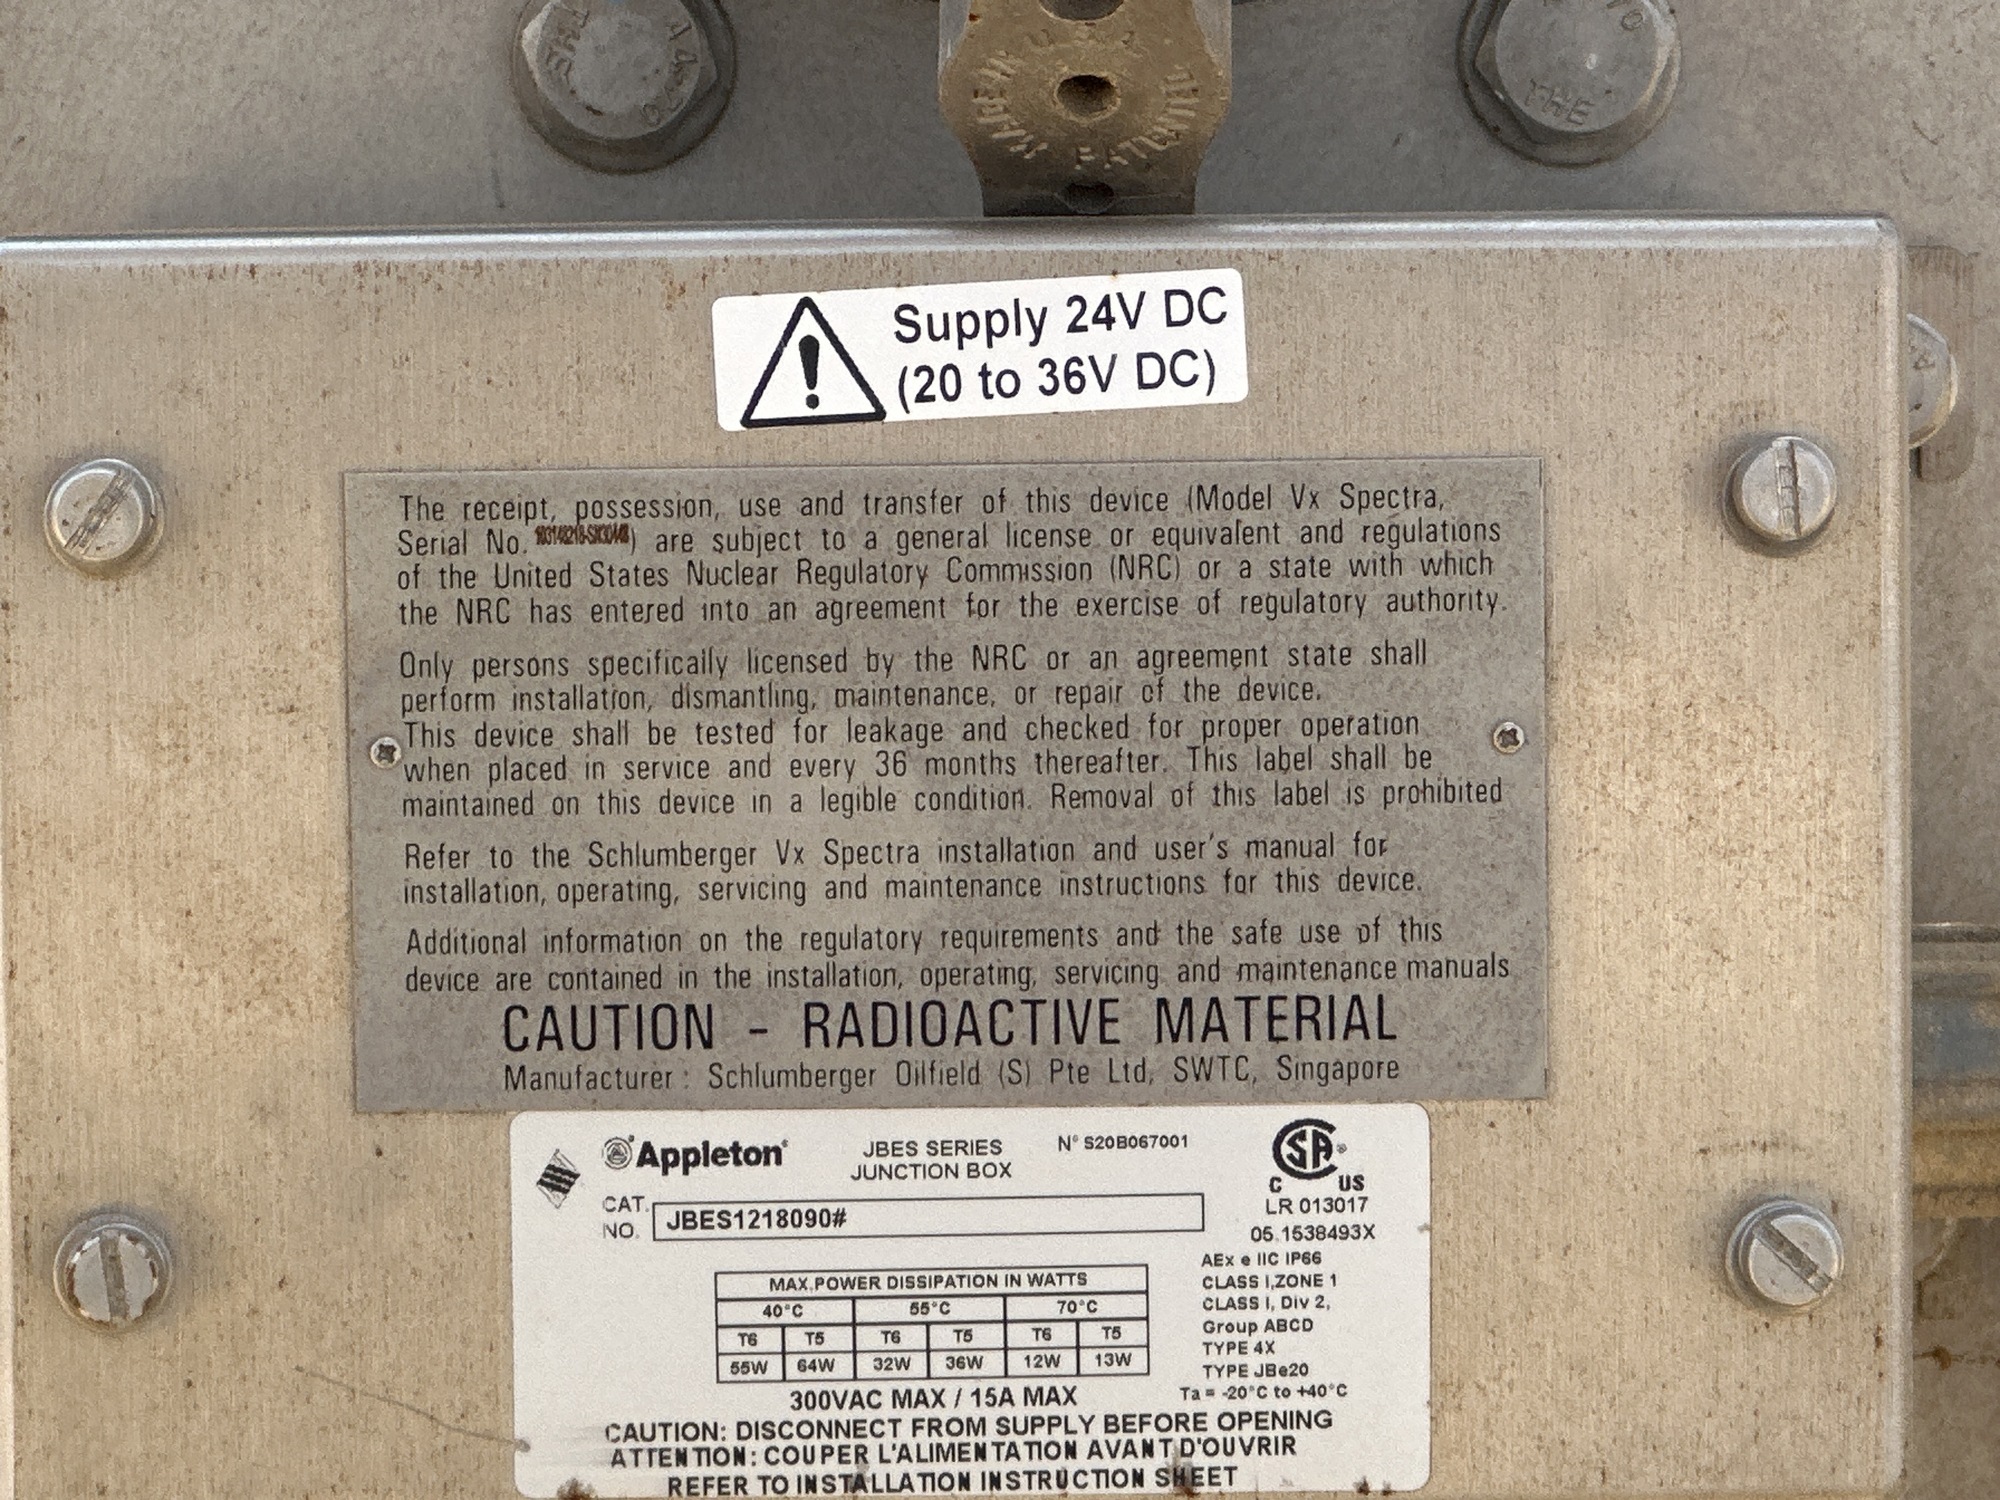 A4-70
THE
THE
MADE IN U.S.A.
Supply 24V DC
(20 to 36V DC)
The receipt, possession, use and transfer of this device (Model Vx Spectra,
Serial No. ) are subject to a general license or equivalent and regulations
of the United States Nuclear Regulatory Commission (NRC) or a state with which
the NRC has entered into an agreement for the exercise of regulatory authority.
Only persons specifically licensed by the NRC or an agreement state shall
perform installation, dismantling, maintenance, or repair of the device.
This device shall be tested for leakage and checked for proper operation
when placed in service and every 36 months thereafter. This label shall be
maintained on this device in a legible condition. Removal of this label is prohibited
Refer to the Schlumberger Vx Spectra installation and user's manual for
installation, operating, servicing and maintenance instructions for this device.
Additional information on the regulatory requirements and the safe use of this
device are contained in the installation, operating, servicing and maintenance manuals
CAUTION - RADIOACTIVE MATERIAL
Manufacturer : Schlumberger Oilfield (S) Pte Ltd, SWTC, Singapore
Appleton®
JBES SERIES
JUNCTION BOX
N° S20B067001
CSA®
C US
LR 013017
05.1538493X
CAT.
NO.
JBES1218090#
AEx e IIC IP66
CLASS I,ZONE 1
CLASS I, Div 2,
Group ABCD
TYPE 4X
TYPE JBe20
Ta = -20°C to +40°C
MAX.POWER DISSIPATION IN WATTS
40°C 55°C 70°C
T6 T5 T6 T5 T6 T5
55W 64W 32W 36W 12W 13W
300VAC MAX / 15A MAX
CAUTION: DISCONNECT FROM SUPPLY BEFORE OPENING
ATTENTION: COUPER L'ALIMENTATION AVANT D'OUVRIR
REFER TO INSTALLATION INSTRUCTION SHEET